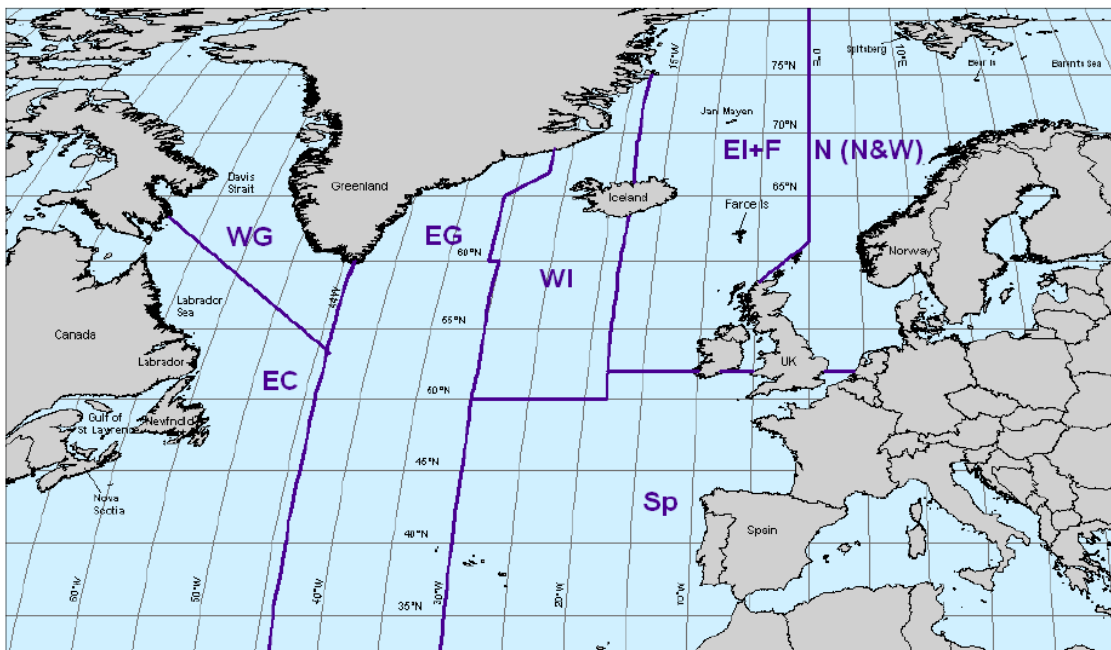 Spitsberg
Bear Is
Barents Sea
15°W
0°E
10°E
75°N
Jan Mayen
70°N
EI+F
N (N&W)
Davis
Strait
Greenland
65°N
Iceland
Faroe Is
WG
EG
60°N
WI
Norway
44°W
Labrador
Sea
55°N
Canada
Labrador
UK
EC
50°N
Gulf of
St Lawrence
Newfndld
45°N
Nova
Scotia
Sp
Spain
40°N
60°W
50°W
40°W
30°W
20°W
10°W
35°N